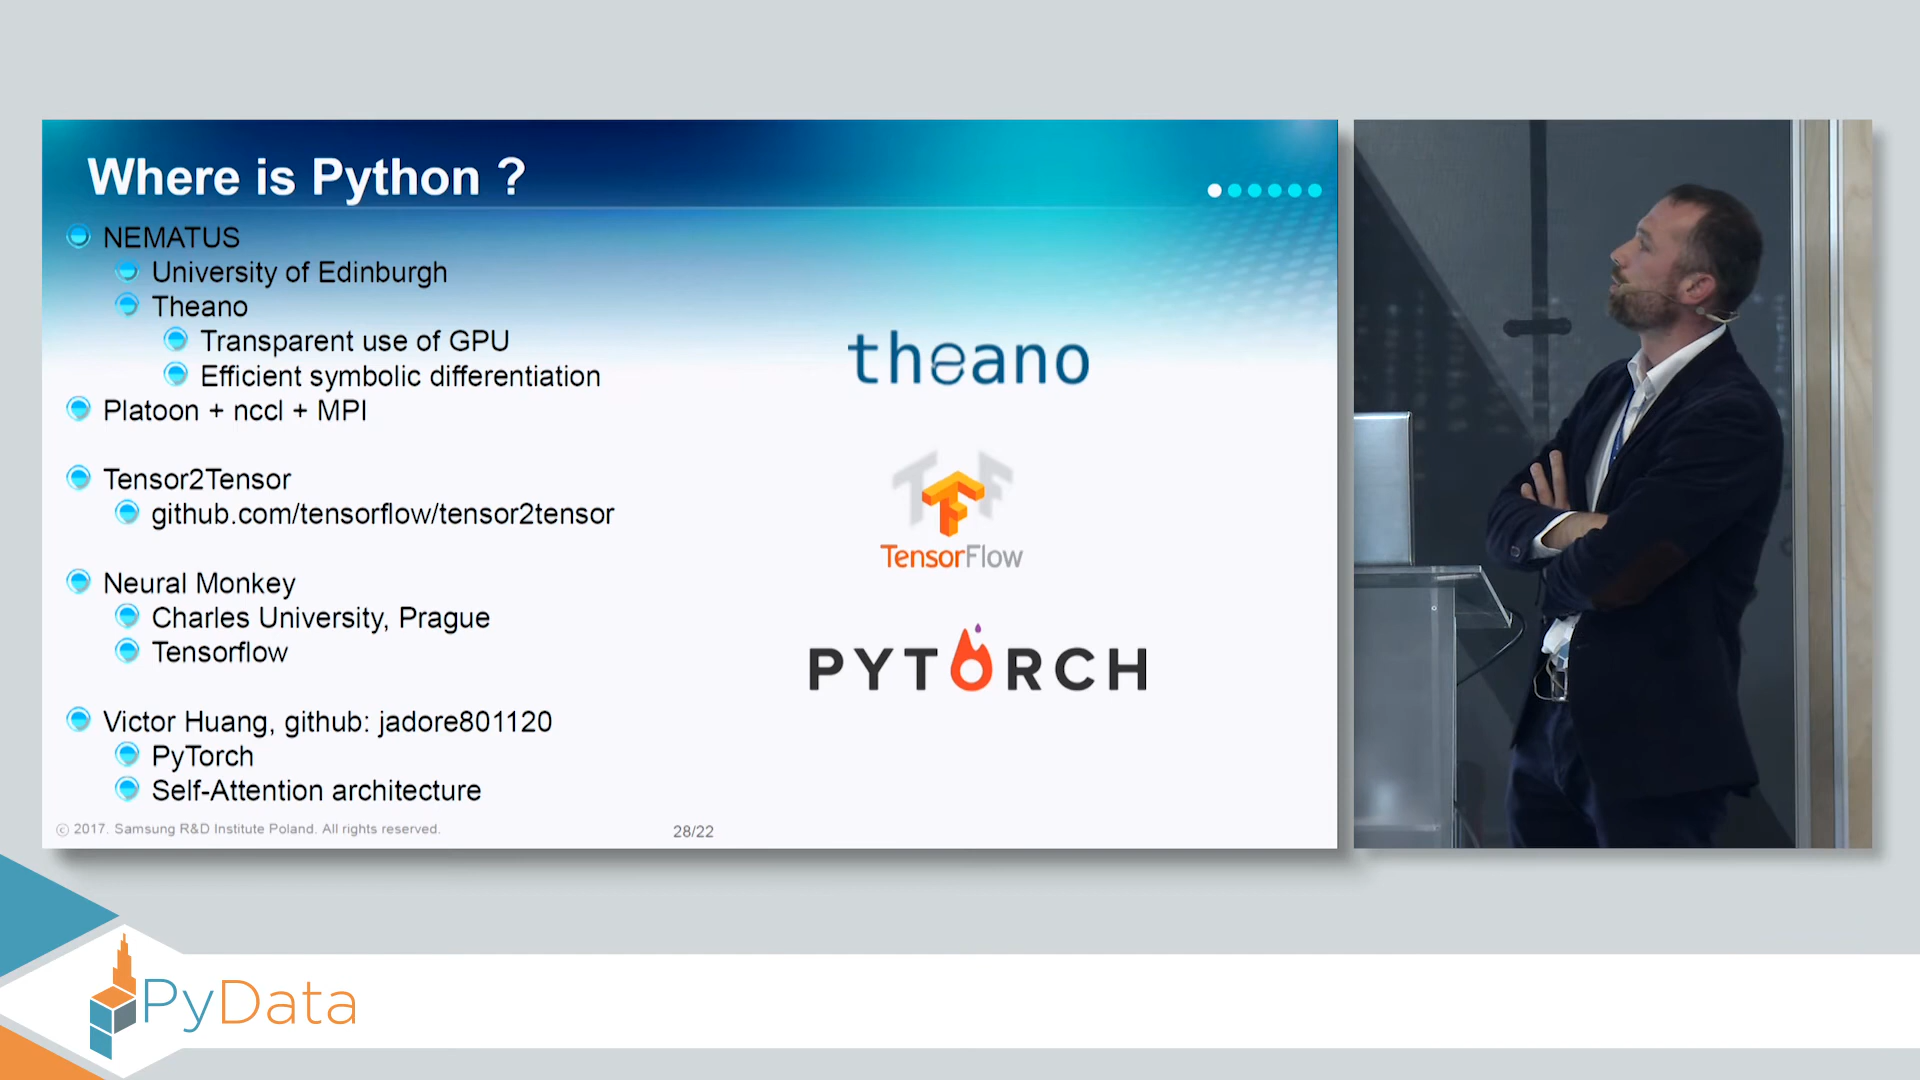 Where is Python ?
NEMATUS
University of Edinburgh
Theano
Transparent use of GPU
Efficient symbolic differentiation
Platoon + nccl + MPI
Tensor2Tensor
github.com/tensorflow/tensor2tensor
Neural Monkey
Charles University, Prague
Tensorflow
Victor Huang, github: jadore801120
PyTorch
Self-Attention architecture
theano
TF
TensorFlow
PYTORCH
© 2017. Samsung R&D Institute Poland. All rights reserved.
28/22
PyData